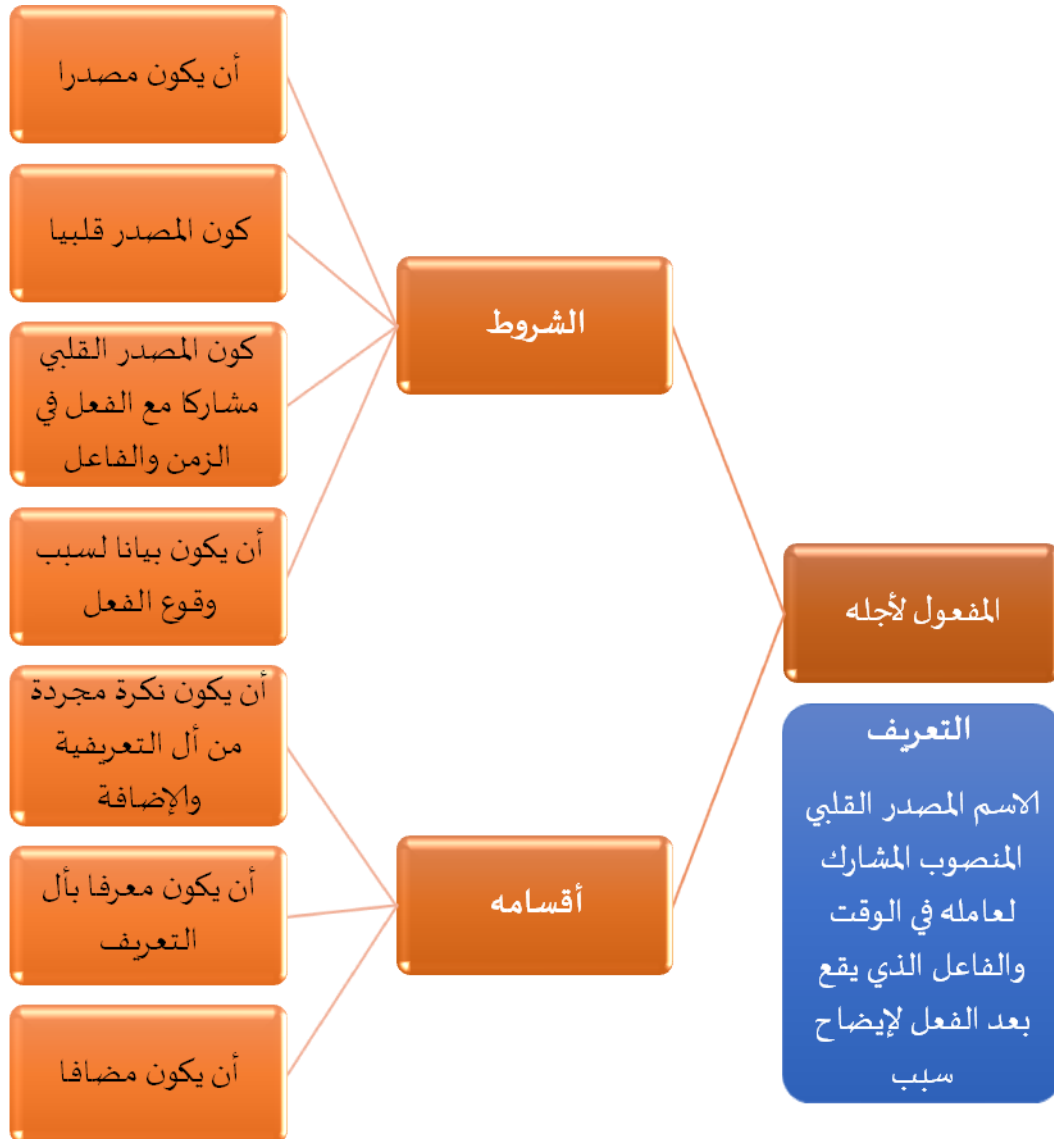 المفعول لأجله
التعريف
الاسم المصدر القلبي
المنصوب المشارك
لعامله في الوقت
والفاعل الذي يقع
بعد الفعل لإيضاح
سبب
الشروط
أن يكون مصدرا
كون المصدر قلبيا
كون المصدر القلبي
مشاركا مع الفعل في
الزمن والفاعل
أن يكون بيانا لسبب
وقوع الفعل
أقسامه
أن يكون نكرة مجردة
من أل التعريفية
والإضافة
أن يكون معرفا بأل
التعريف
أن يكون مضافا